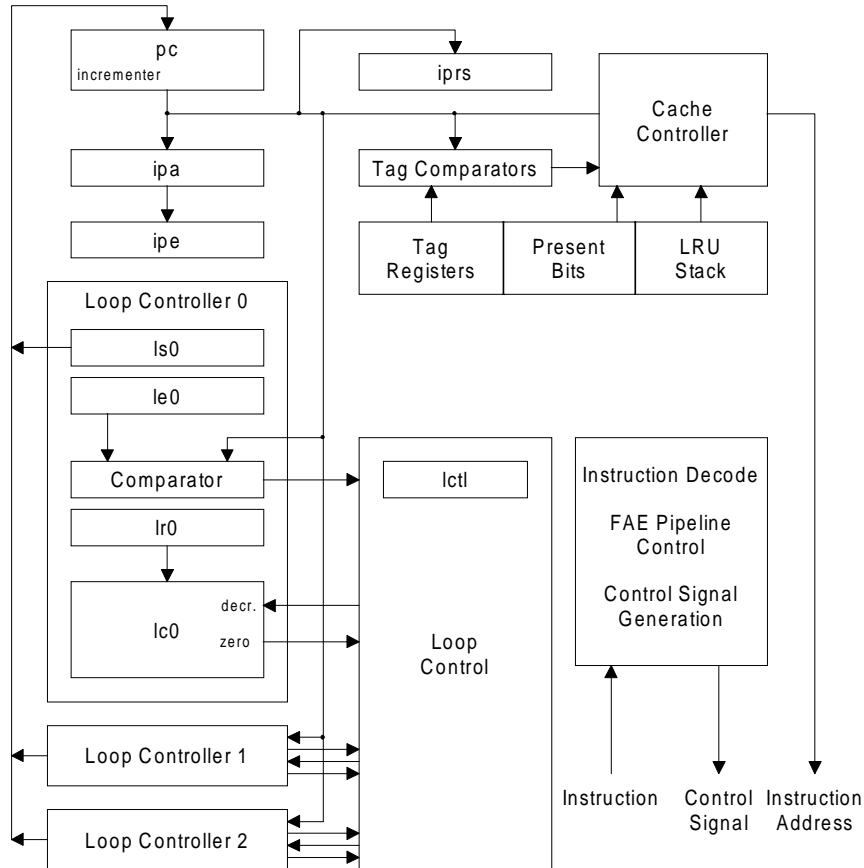 pc
incrementer
iprs
Cache
Controller
ipa
Tag Comparators
ipe
Tag
Registers
Present
Bits
LRU
Stack
Loop Controller 0
ls0
le0
Comparator
lctl
lr0
lc0
decr.
zero
Loop
Control
Instruction Decode
FAE Pipeline
Control
Control Signal
Generation
Loop Controller 1
Loop Controller 2
Instruction
Control
Signal
Instruction
Address